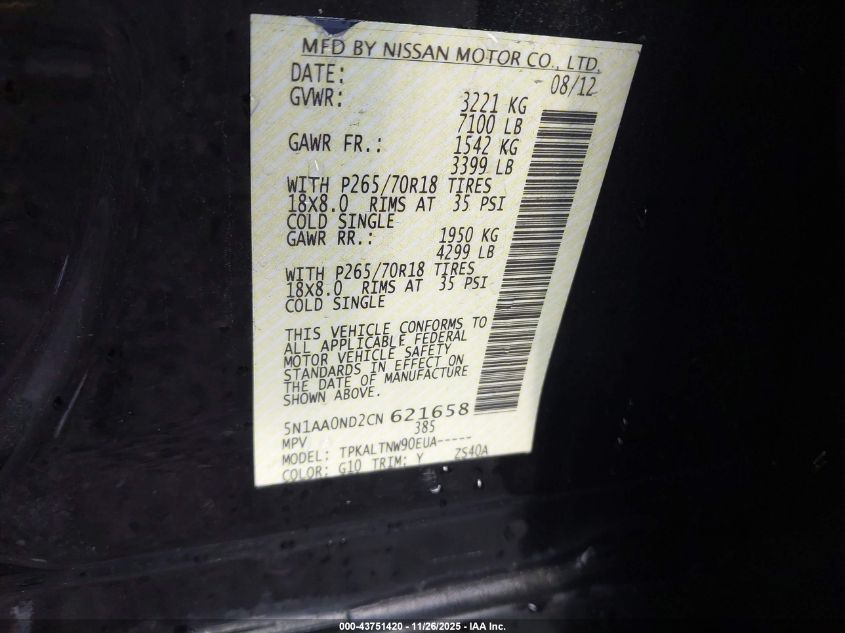 MFD BY NISSAN MOTOR CO., LTD.
DATE: 08/12
GVWR: 3221 KG
7100 LB
GAWR FR.: 1542 KG
3399 LB
WITH P265/70R18 TIRES
18X8.0 RIMS AT 35 PSI
COLD SINGLE
GAWR RR.: 1950 KG
4299 LB
WITH P265/70R18 TIRES
18X8.0 RIMS AT 35 PSI
COLD SINGLE
THIS VEHICLE CONFORMS TO
ALL APPLICABLE FEDERAL
MOTOR VEHICLE SAFETY
STANDARDS IN EFFECT ON
THE DATE OF MANUFACTURE
SHOWN ABOVE.
5N1AA0ND2CN 621658
MPV 385
MODEL: TPKALTNW90EUA-----
COLOR: G10 TRIM: Y ZS40A
000-43751420 | 11/26/2025 - IAA Inc.